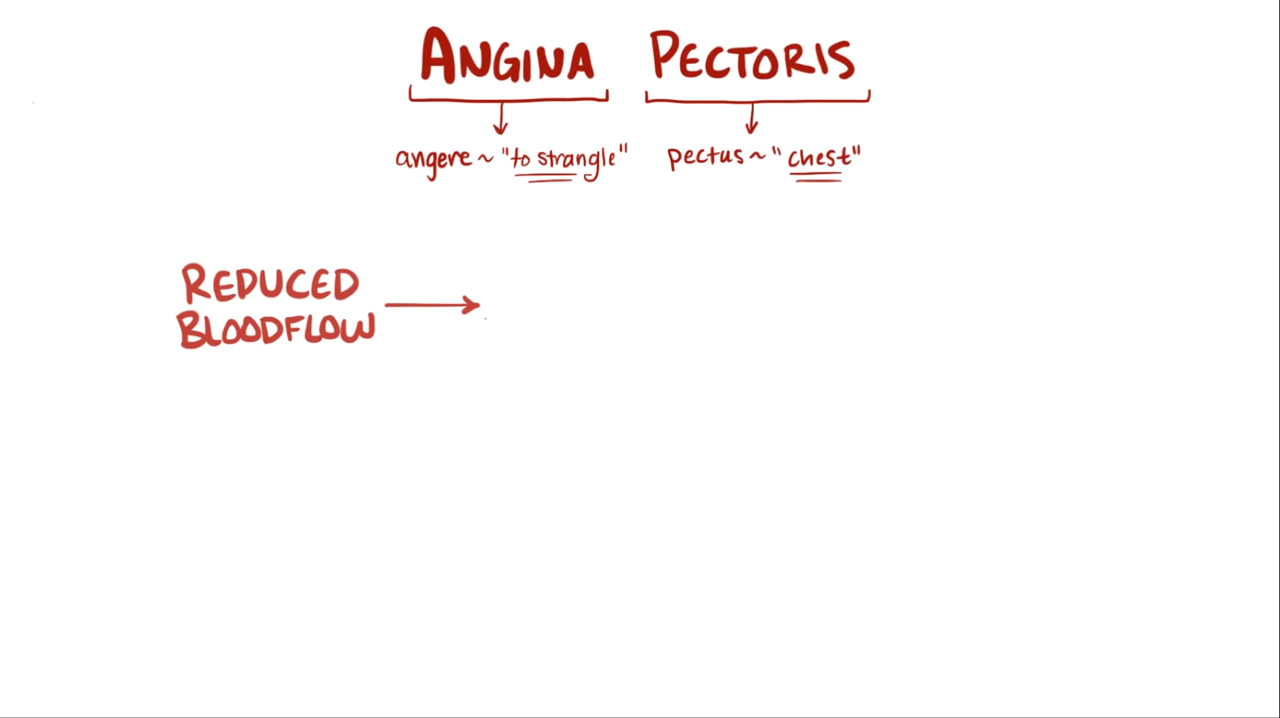 ANGINA PECTORIS
angere ~ "to strangle" pectus ~ "chest"
REDUCED
BLOODFLOW